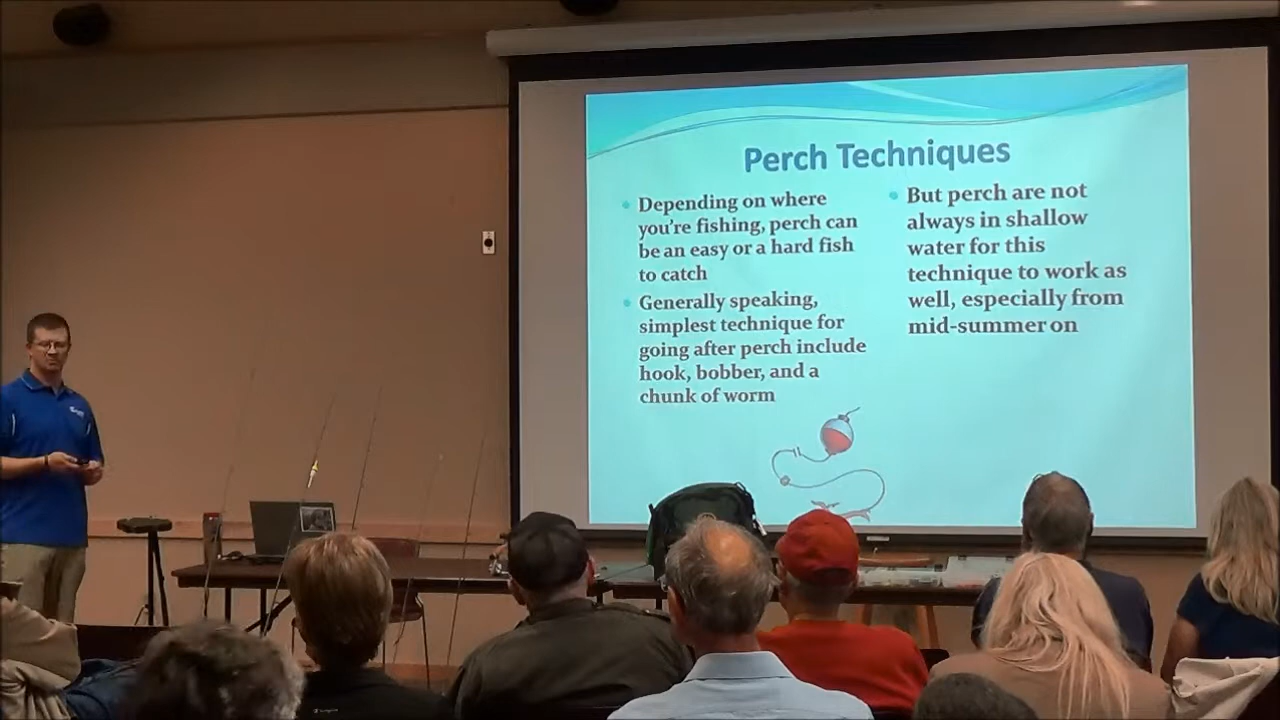 Perch Techniques
Depending on where
you're fishing, perch can
be an easy or a hard fish
to catch
Generally speaking,
simplest technique for
going after perch include
hook, bobber, and a
chunk of worm
But perch are not
always in shallow
water for this
technique to work as
well, especially from
mid-summer on